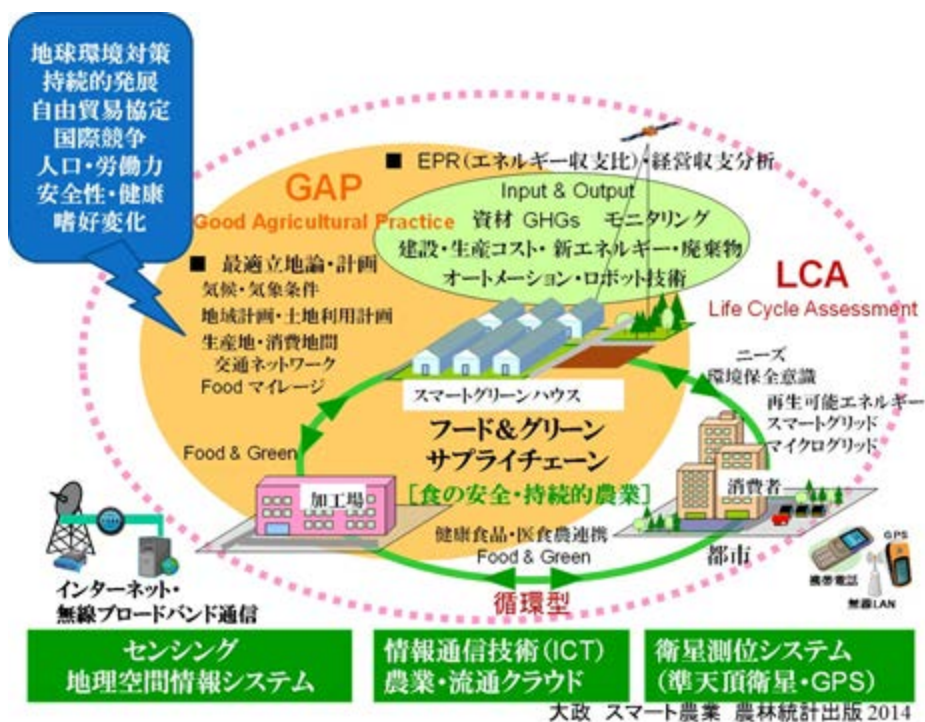 地球環境対策
持続的発展
自由貿易協定
国際競争
人口・労働力
安全性・健康
嗜好変化
■ EPR(エネルギー収支比)・経営収支分析
GAP
Good Agricultural Practice
Input & Output
資材 GHGs モニタリング
建設・生産コスト・新エネルギー・廃棄物
オートメーション・ロボット技術
■ 最適立地論・計画
気候・気象条件
地域計画・土地利用計画
生産地・消費地間
交通ネットワーク
Food マイレージ
LCA
Life Cycle Assessment
ニーズ
環境保全意識
再生可能エネルギー
スマートグリッド
マイクログリッド
スマートグリーンハウス
フード&グリーン
サプライチェーン
[食の安全・持続的農業]
Food & Green
加工場
消費者
都市
健康食品・医食農連携
Food & Green
循環型
インターネット・
無線ブロードバンド通信
GPS
携帯電話
無線LAN
センシング
地理空間情報システム
情報通信技術(ICT)
農業・流通クラウド
衛星測位システム
(準天頂衛星・GPS)
大政 スマート農業 農林統計出版 2014